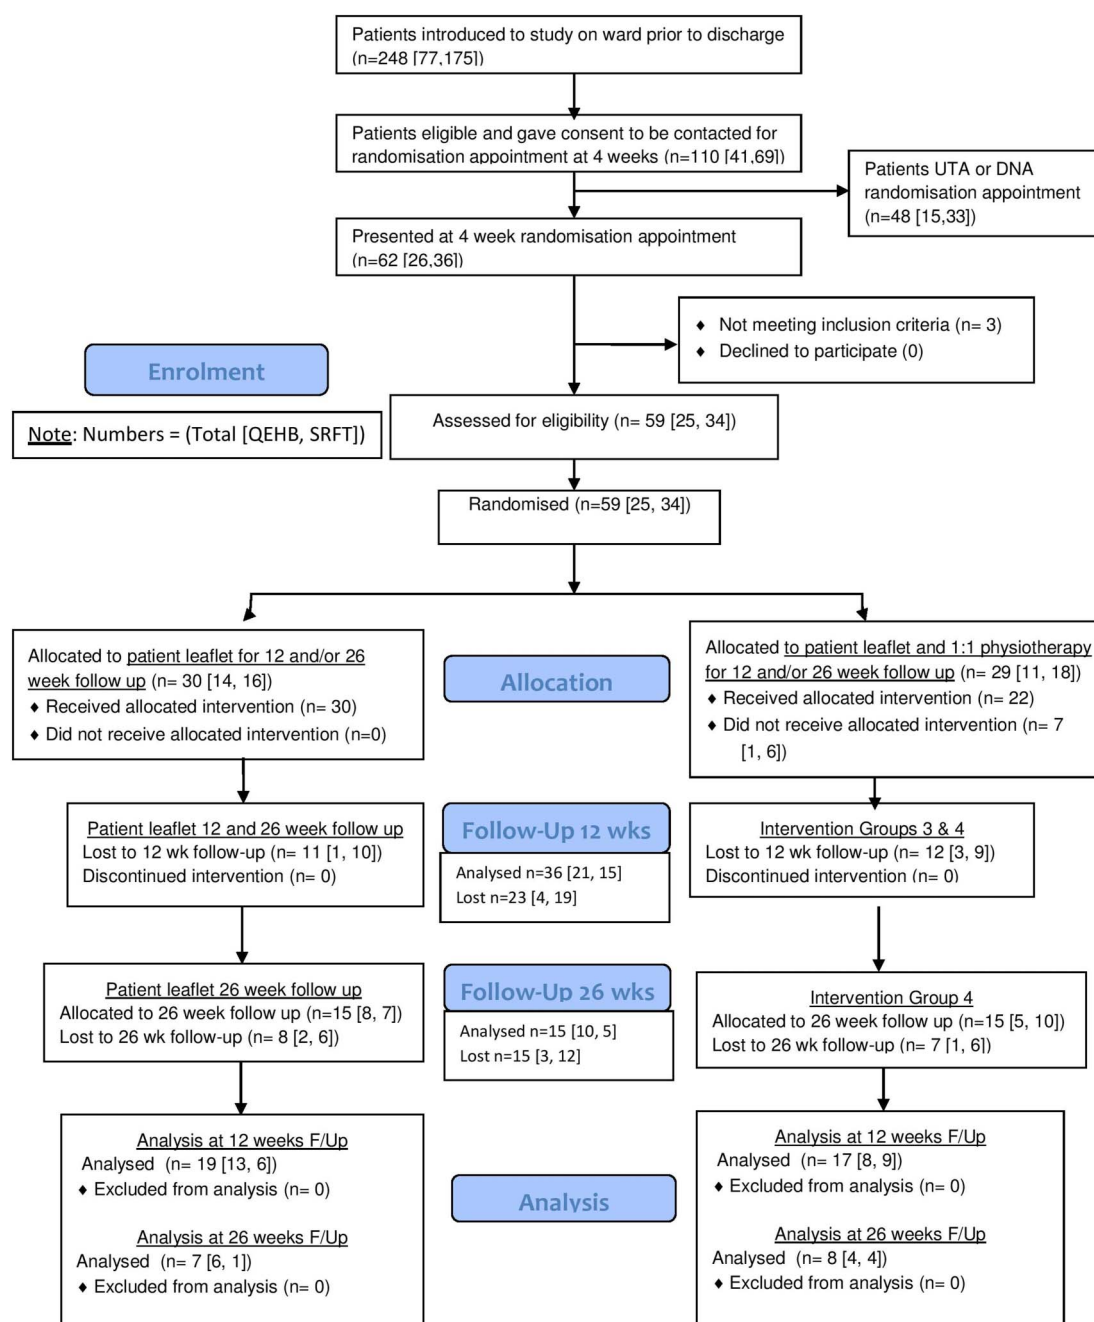 Patients introduced to study on ward prior to discharge
(n=248 [77,175])
Patients eligible and gave consent to be contacted for
randomisation appointment at 4 weeks (n=110 [41,69])
Patients UTA or DNA
randomisation appointment
(n=48 [15,33])
Presented at 4 week randomisation appointment
(n=62 [26,36])
♦ Not meeting inclusion criteria (n= 3)
♦ Declined to participate (0)
Enrolment
Assessed for eligibility (n= 59 [25, 34])
Note: Numbers = (Total [QEHB, SRFT])
Randomised (n=59 [25, 34])
Allocated to patient leaflet for 12 and/or 26
week follow up (n= 30 [14, 16])
♦ Received allocated intervention (n= 30)
♦ Did not receive allocated intervention (n=0)
Allocation
Allocated to patient leaflet and 1:1 physiotherapy
for 12 and/or 26 week follow up (n= 29 [11, 18])
♦ Received allocated intervention (n= 22)
♦ Did not receive allocated intervention (n= 7
[1, 6])
Patient leaflet 12 and 26 week follow up
Lost to 12 wk follow-up (n= 11 [1, 10])
Discontinued intervention (n= 0)
Follow-Up 12 wks
Analysed n=36 [21, 15]
Lost n=23 [4, 19]
Intervention Groups 3 & 4
Lost to 12 wk follow-up (n= 12 [3, 9])
Discontinued intervention (n= 0)
Patient leaflet 26 week follow up
Allocated to 26 week follow up (n=15 [8, 7])
Lost to 26 wk follow-up (n= 8 [2, 6])
Follow-Up 26 wks
Analysed n=15 [10, 5]
Lost n=15 [3, 12]
Intervention Group 4
Allocated to 26 week follow up (n=15 [5, 10])
Lost to 26 wk follow-up (n= 7 [1, 6])
Analysis at 12 weeks F/Up
Analysed (n= 19 [13, 6])
♦ Excluded from analysis (n= 0)
Analysis at 26 weeks F/Up
Analysed (n= 7 [6, 1])
♦ Excluded from analysis (n= 0)
Analysis
Analysis at 12 weeks F/Up
Analysed (n= 17 [8, 9])
♦ Excluded from analysis (n= 0)
Analysis at 26 weeks F/Up
Analysed (n= 8 [4, 4])
♦ Excluded from analysis (n= 0)